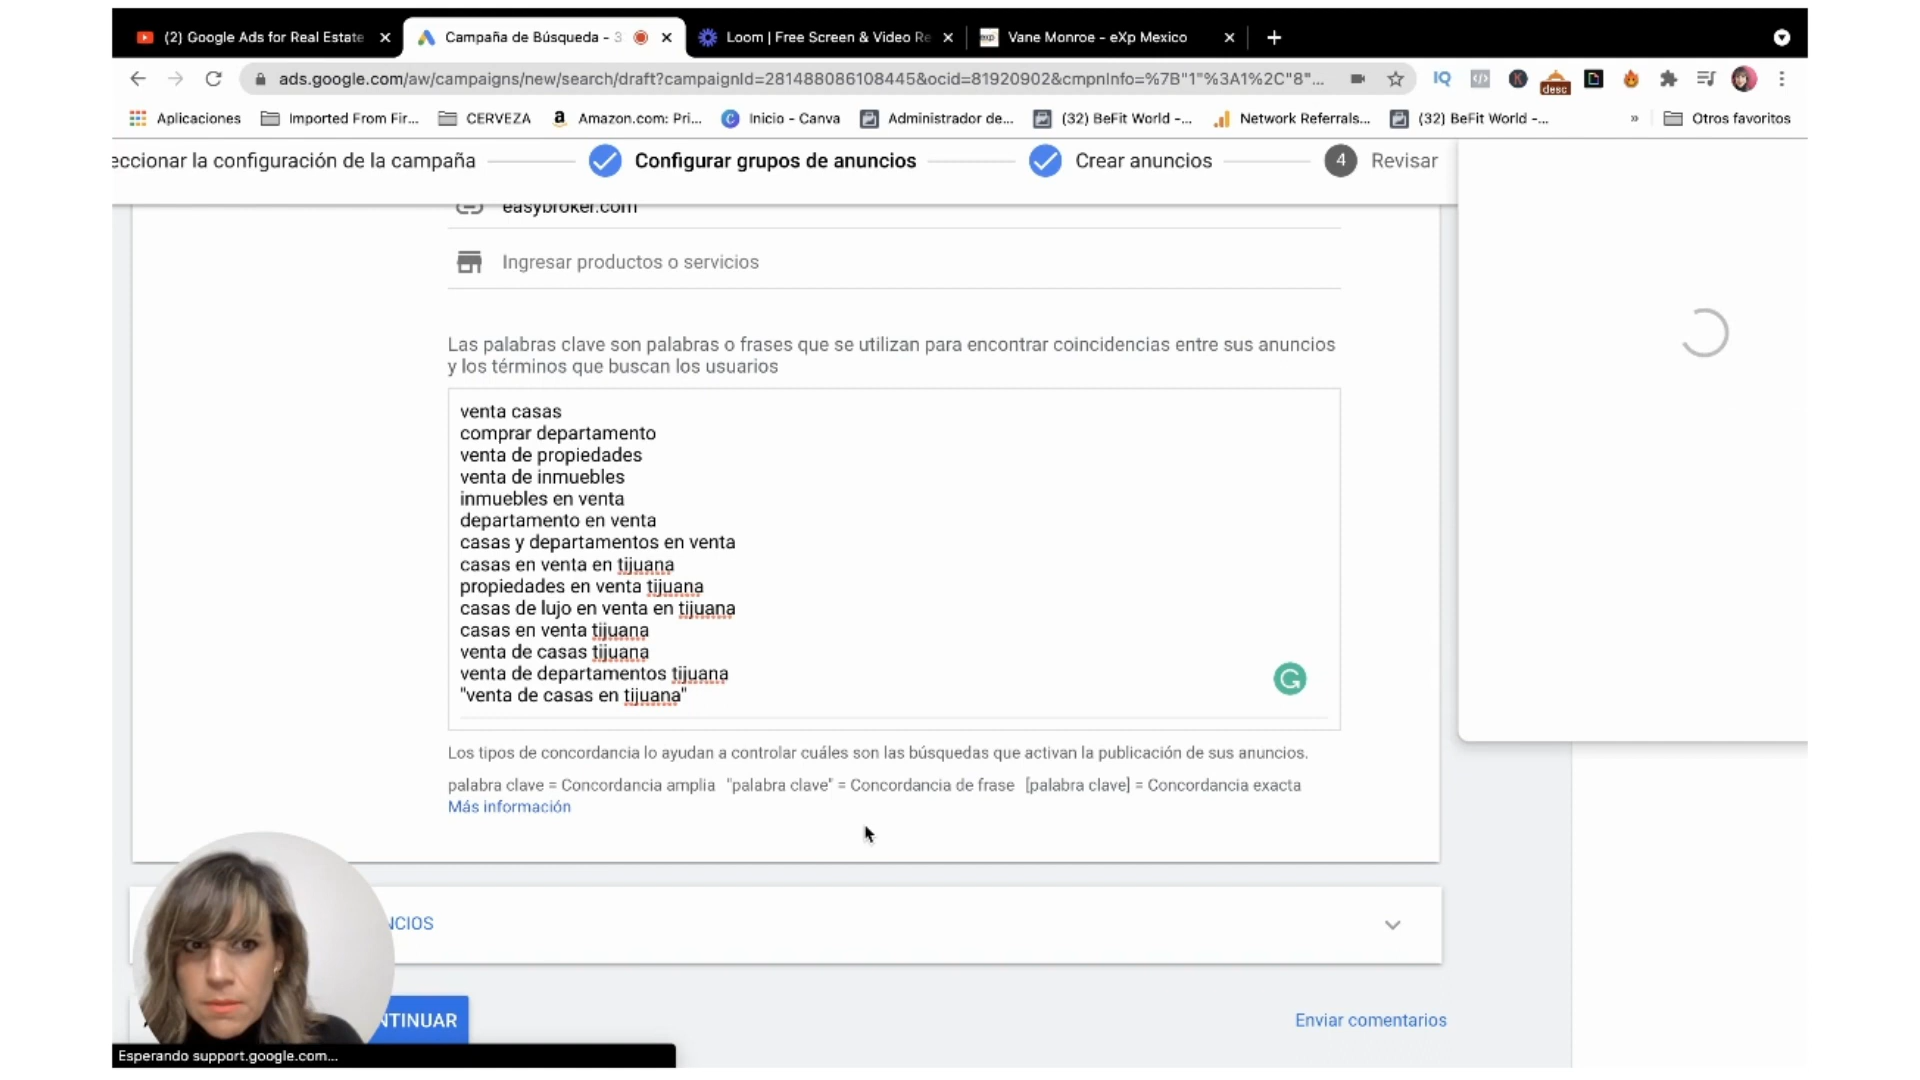 (2) Google Ads for Real Estate
Campaña de Búsqueda - 3
Loom | Free Screen & Video Re
Vane Monroe - eXp Mexico
ads.google.com/aw/campaigns/new/search/draft?campaignId=281488086108445&ocid=81920902&cmpnInfo=%7B"1"%3A1%2C"8"...
IQ
desc
Aplicaciones
Imported From Fir...
CERVEZA
Amazon.com: Pri...
Inicio - Canva
Administrador de...
(32) BeFit World -...
Network Referrals...
(32) BeFit World -...
»
Otros favoritos
eccionar la configuración de la campaña
Configurar grupos de anuncios
Crear anuncios
4 Revisar
easybroker.com
Ingresar productos o servicios
Las palabras clave son palabras o frases que se utilizan para encontrar coincidencias entre sus anuncios
y los términos que buscan los usuarios
venta casas
comprar departamento
venta de propiedades
venta de inmuebles
inmuebles en venta
departamento en venta
casas y departamentos en venta
casas en venta en tijuana
propiedades en venta tijuana
casas de lujo en venta en tijuana
casas en venta tijuana
venta de casas tijuana
venta de departamentos tijuana
"venta de casas en tijuana"
Los tipos de concordancia lo ayudan a controlar cuáles son las búsquedas que activan la publicación de sus anuncios.
palabra clave = Concordancia amplia "palabra clave" = Concordancia de frase [palabra clave] = Concordancia exacta
Más información
NCIOS
NTINUAR
Enviar comentarios
Esperando support.google.com...